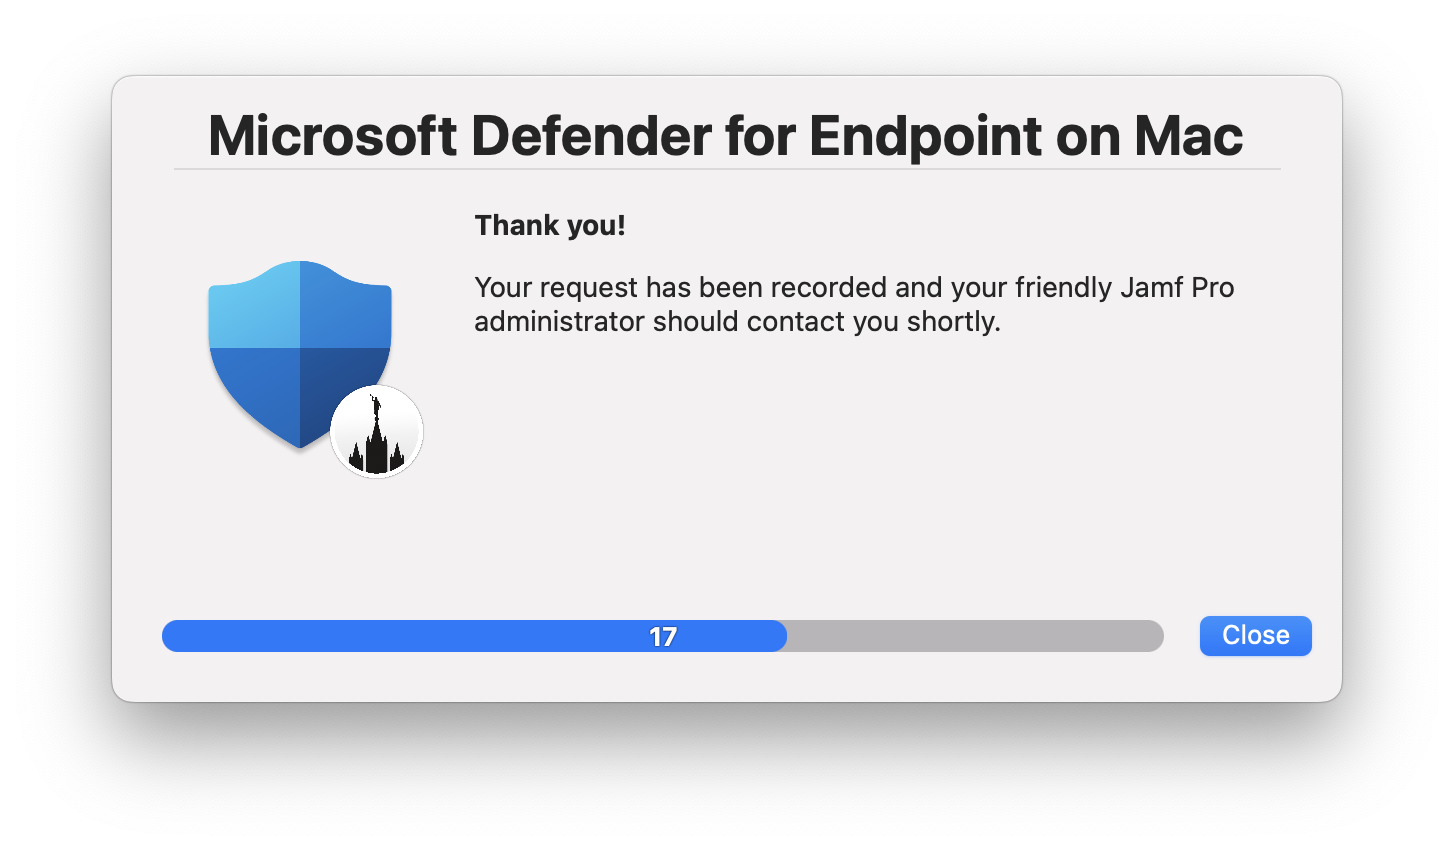 Microsoft Defender for Endpoint on Mac
Thank you!
Your request has been recorded and your friendly Jamf Pro
administrator should contact you shortly.
17
Close